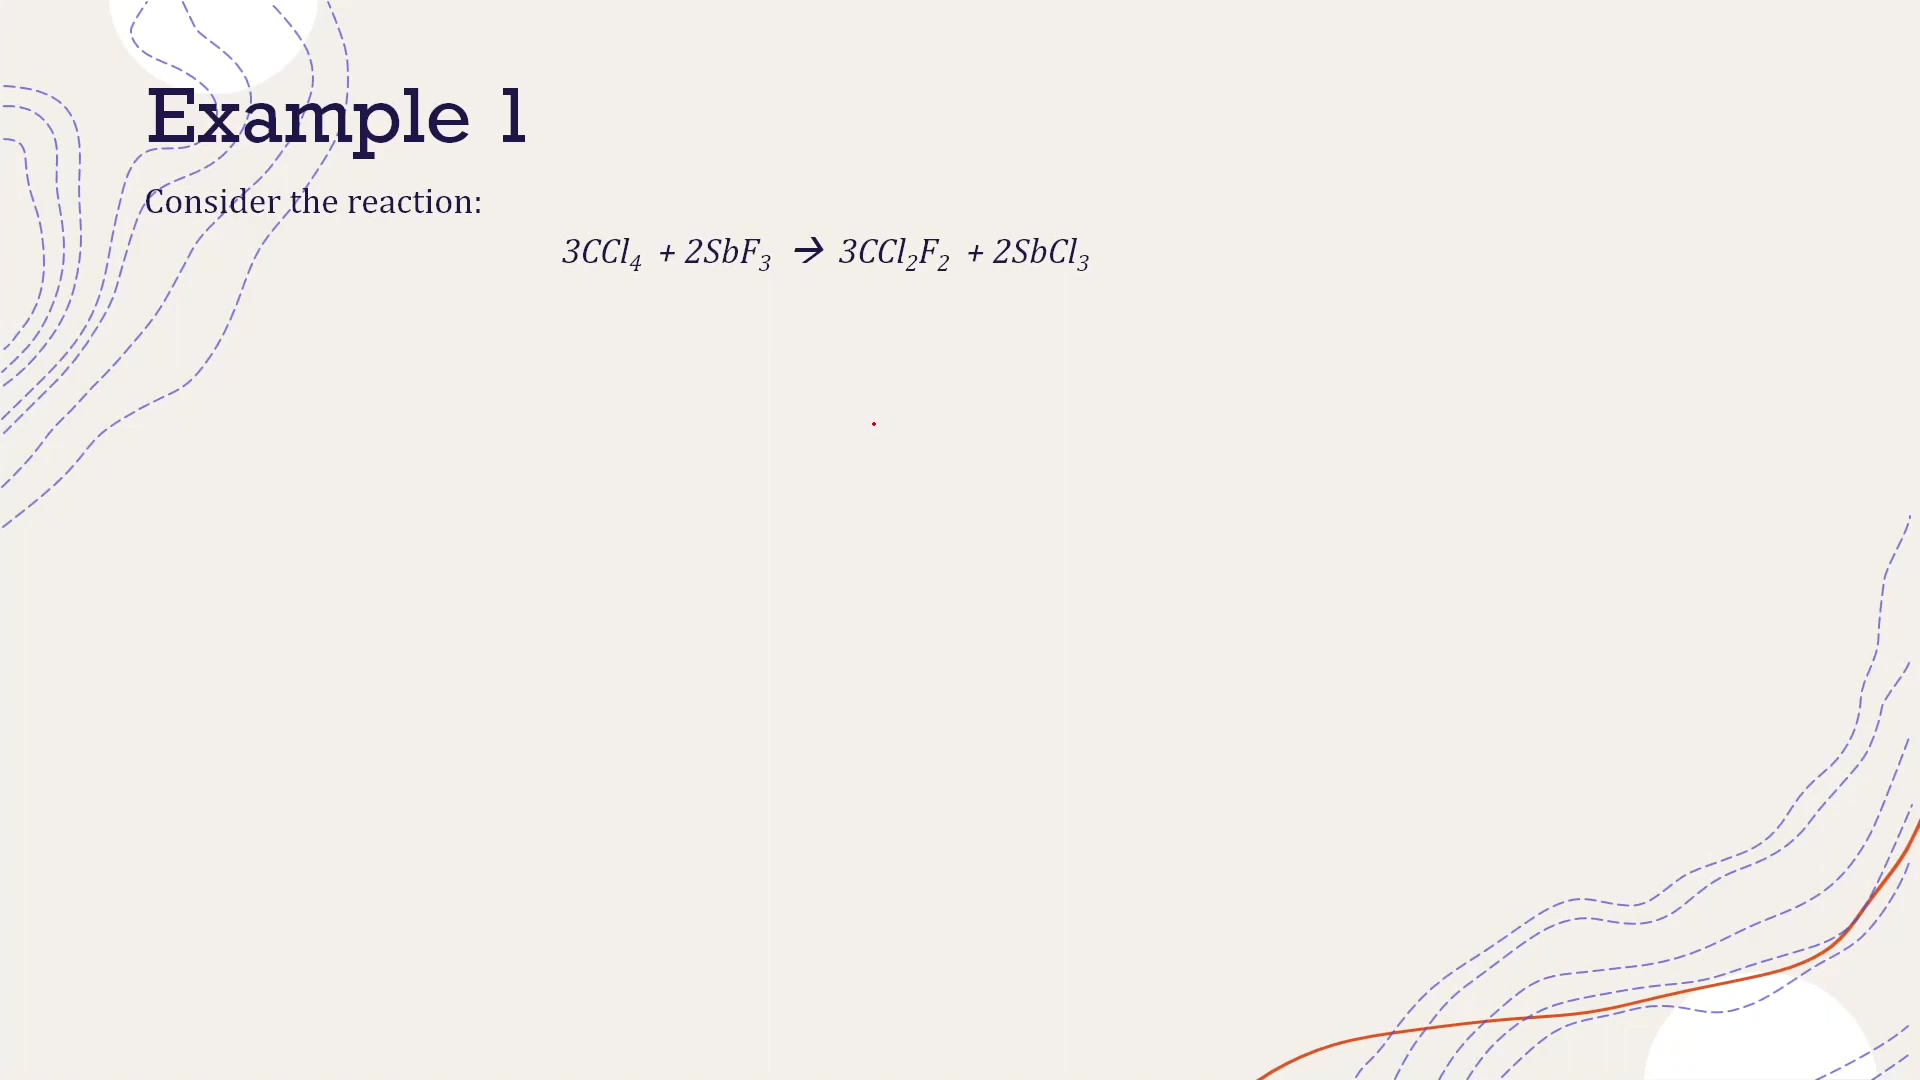 Example 1
Consider the reaction:
3CCl₄ + 2SbF₃ → 3CCl₂F₂ + 2SbCl₃